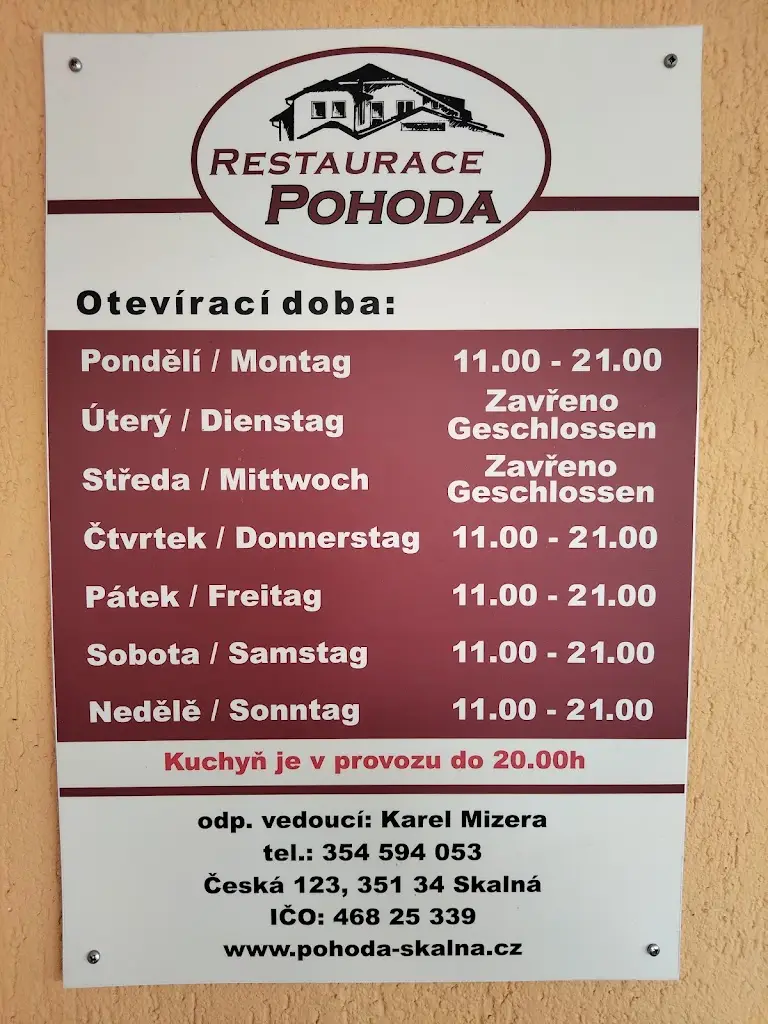 RESTAURACE
POHODA
Otevírací doba:
Pondělí / Montag 11.00 - 21.00
Úterý / Dienstag Zavřeno
Geschlossen
Středa / Mittwoch Zavřeno
Geschlossen
Čtvrtek / Donnerstag 11.00 - 21.00
Pátek / Freitag 11.00 - 21.00
Sobota / Samstag 11.00 - 21.00
Nedělě / Sonntag 11.00 - 21.00
Kuchyň je v provozu do 20.00h
odp. vedoucí: Karel Mizera
tel.: 354 594 053
Česká 123, 351 34 Skalná
IČO: 468 25 339
www.pohoda-skalna.cz